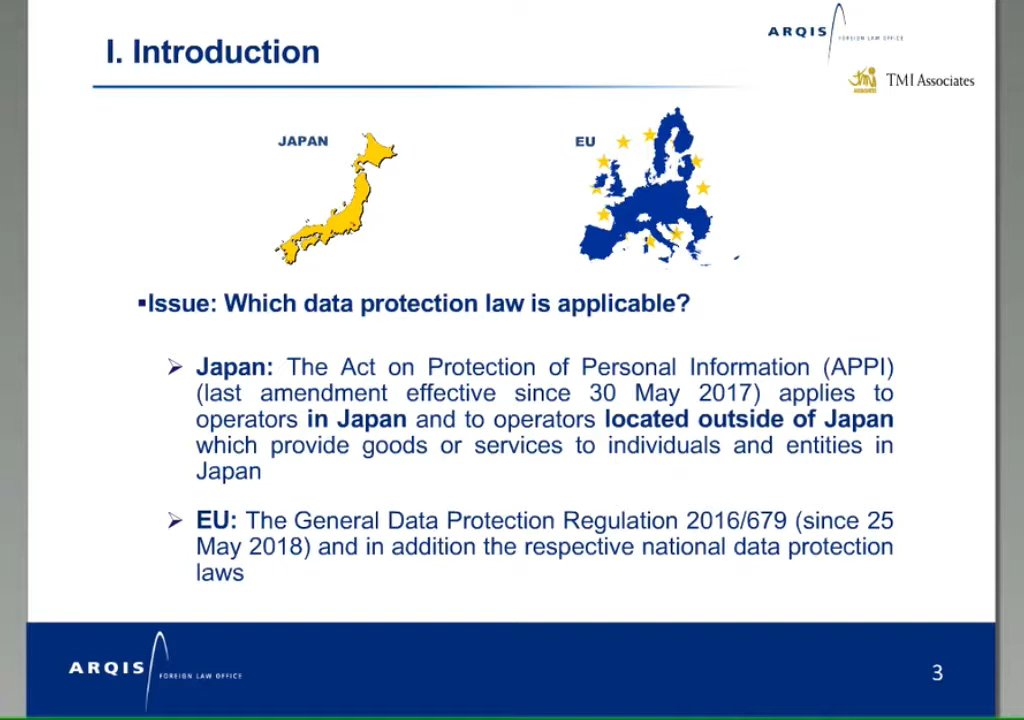 I. Introduction
ARQIS
FOREIGN LAW OFFICE
TMI Associates
JAPAN
EU
▪Issue: Which data protection law is applicable?
➢ Japan: The Act on Protection of Personal Information (APPI)
(last amendment effective since 30 May 2017) applies to
operators in Japan and to operators located outside of Japan
which provide goods or services to individuals and entities in
Japan
➢ EU: The General Data Protection Regulation 2016/679 (since 25
May 2018) and in addition the respective national data protection
laws
ARQIS
FOREIGN LAW OFFICE
3